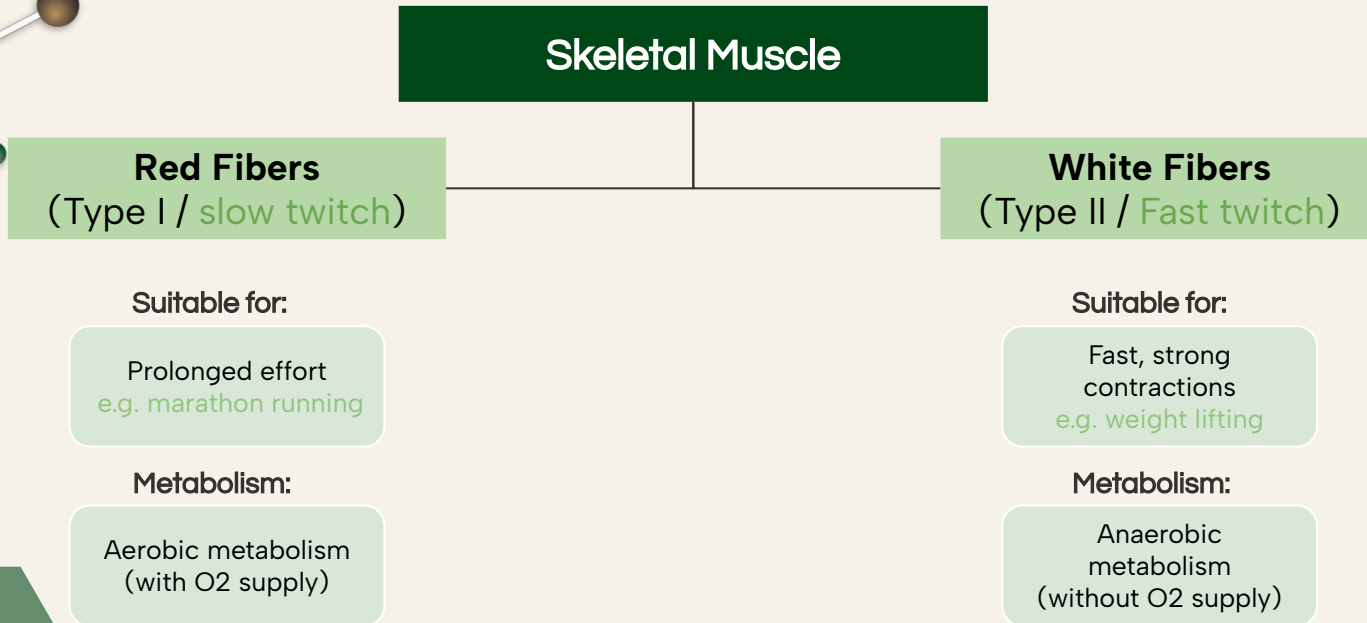 Skeletal Muscle
Red Fibers
(Type I / slow twitch)
Suitable for:
Prolonged effort
e.g. marathon running
Metabolism:
Aerobic metabolism
(with O2 supply)
White Fibers
(Type II / Fast twitch)
Suitable for:
Fast, strong
contractions
e.g. weight lifting
Metabolism:
Anaerobic
metabolism
(without O2 supply)